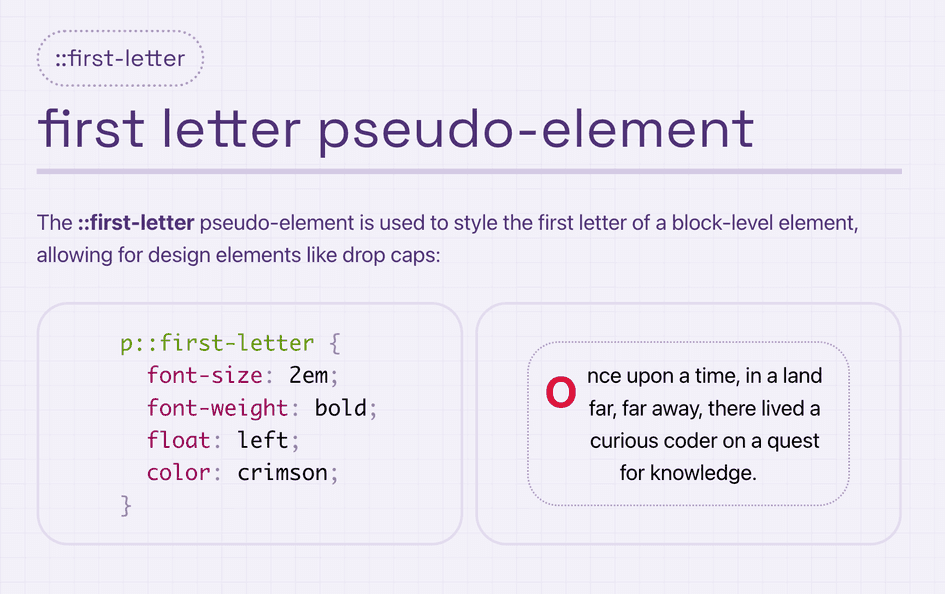 ::first-letter
first letter pseudo-element
The ::first-letter pseudo-element is used to style the first letter of a block-level element,
allowing for design elements like drop caps:
p::first-letter {
font-size: 2em;
font-weight: bold;
float: left;
color: crimson;
}
Once upon a time, in a land
far, far away, there lived a
curious coder on a quest
for knowledge.